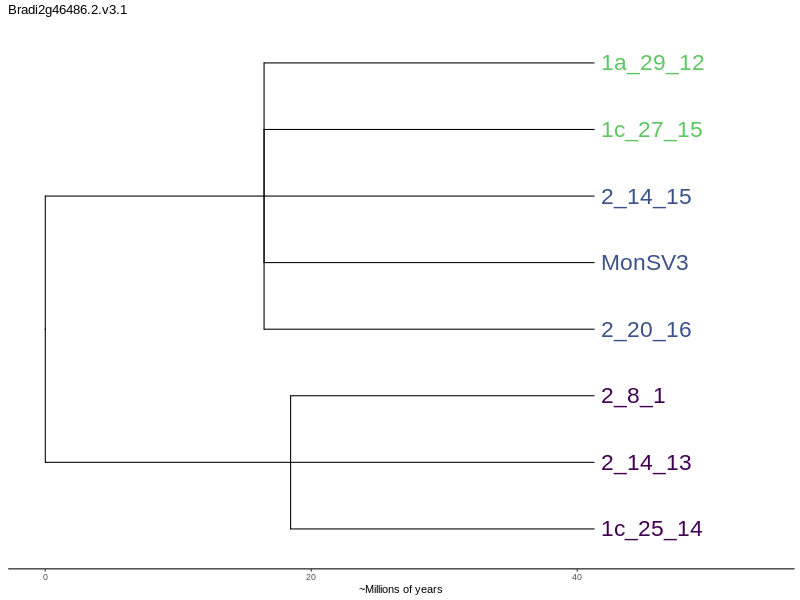 Bradi2g46486.2.v3.1
1a_29_12
1c_27_15
2_14_15
MonSV3
2_20_16
2_8_1
2_14_13
1c_25_14
0 20 40
~Millions of years